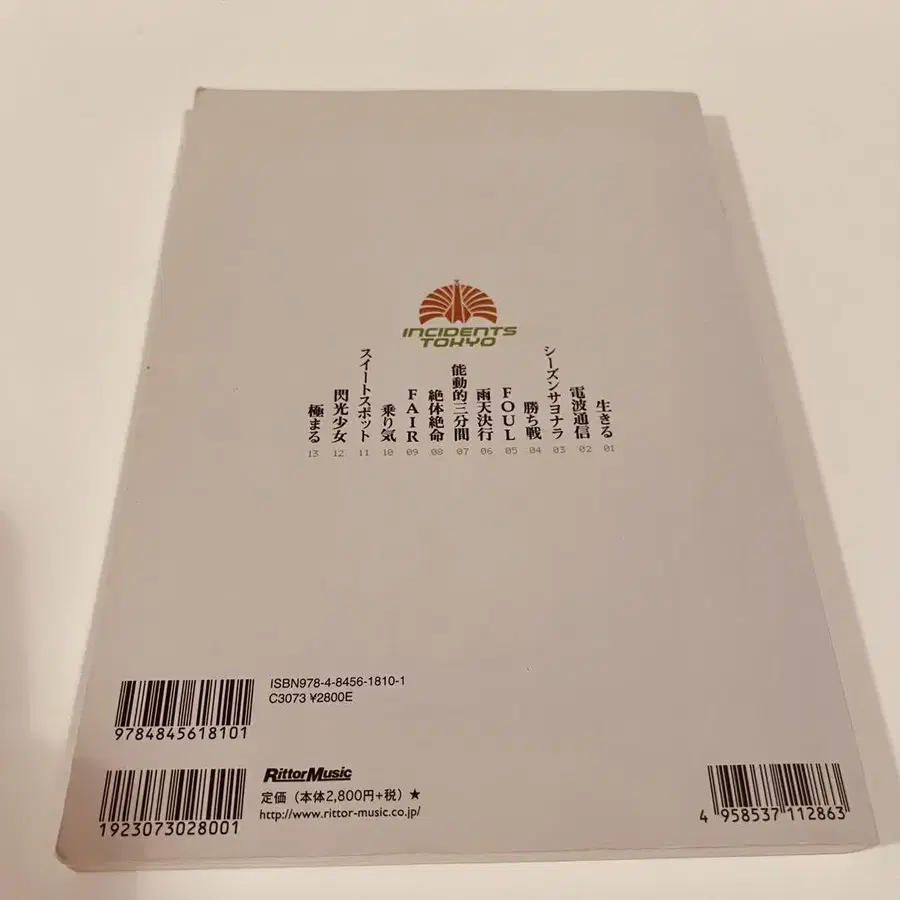 INCIDENTS
TOKYO
生きる
01
電波通信
02
シーズンサヨナラ
03
勝ち戦
04
FOUL
05
雨天決行
06
能動的三分間
07
絶体絶命
08
FAIR
09
乗り気
10
スイートスポット
11
閃光少女
12
極まる
13
ISBN978-4-8456-1810-1
C3073 ¥2800E
9784845618101
RittorMusic
定価（本体2,800円+税）★
http://www.rittor-music.co.jp/
1923073028001
4 958537 112863